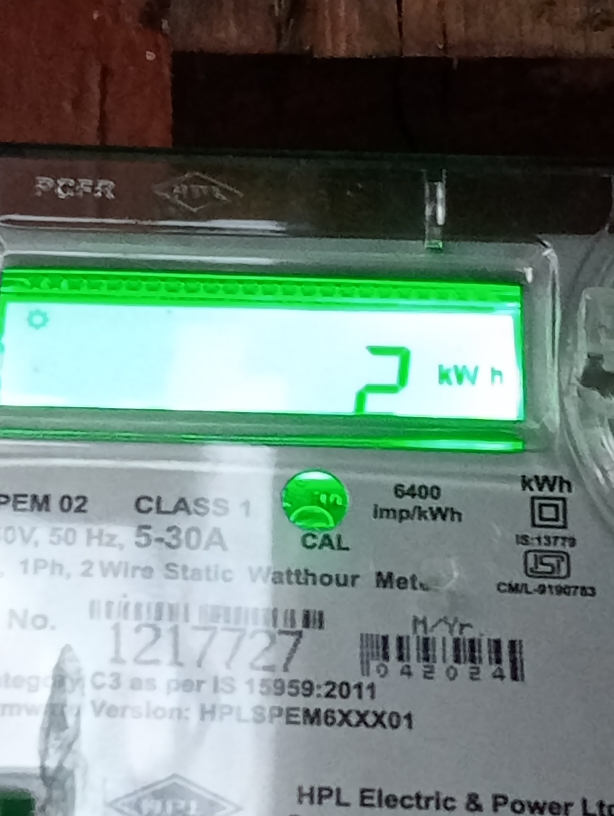 HPL
2 kWh
PEM 02 CLASS 1
6400 imp/kWh
kWh
0V, 50 Hz, 5-30A
CAL
IS:13779
1Ph, 2 Wire Static Watthour
CM/L-9190783
No.
1217727
M/Yr.
042024
C3 as per IS 15959:2011
Version: HPLSPEM6XXX01
HPL
HPL Electric & Power Ltd